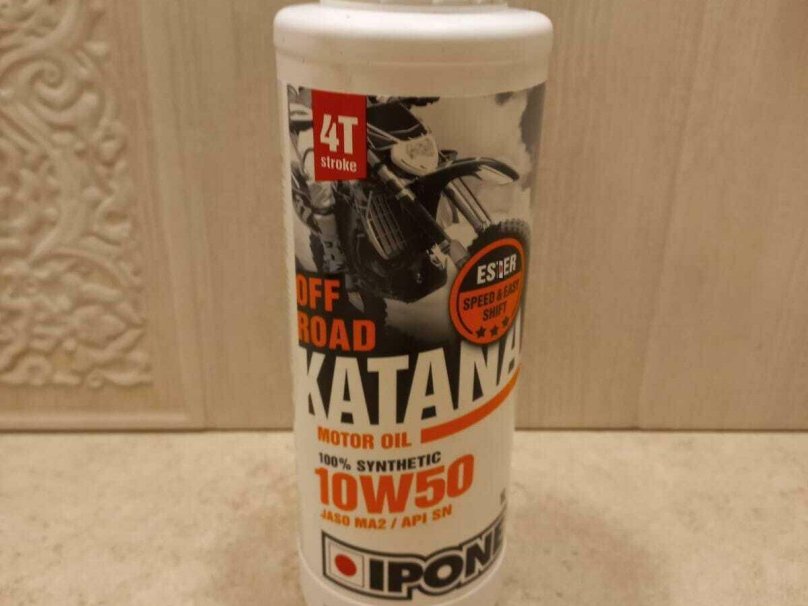 4T
stroke
ESTER
SPEED & EASY
SHIFT
OFF
ROAD
KATANA
MOTOR OIL
100% SYNTHETIC
10W50
JASO MA2 / API SN
IPONE